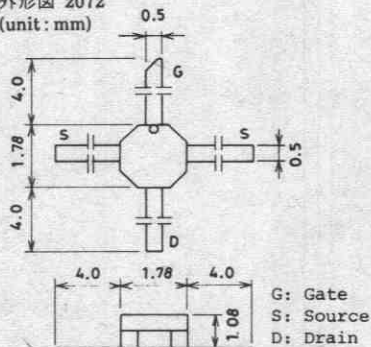 外形図 2072
(unit : mm)
0.5
G
4.0
S
S
1.78
0.5
4.0
D
4.0
1.78
4.0
1.08
G: Gate
S: Source
D: Drain